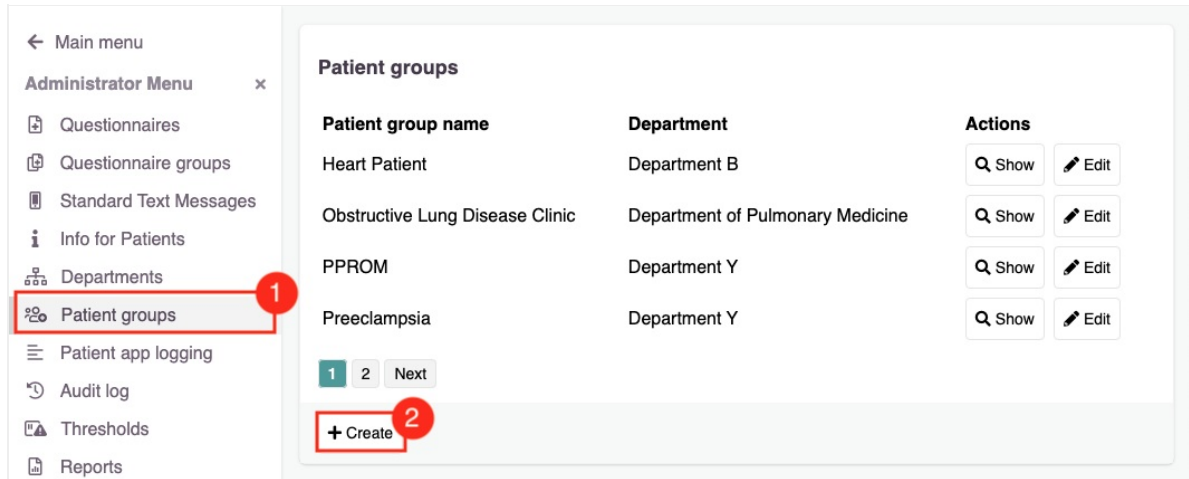 Main menu
Administrator Menu ×
Questionnaires
Questionnaire groups
Standard Text Messages
Info for Patients
Departments
1
Patient groups
Patient app logging
Audit log
Thresholds
Reports
Patient groups
Patient group name Department Actions
Heart Patient Department B Show Edit
Obstructive Lung Disease Clinic Department of Pulmonary Medicine Show Edit
PPROM Department Y Show Edit
Preeclampsia Department Y Show Edit
1 2 Next
2
+ Create